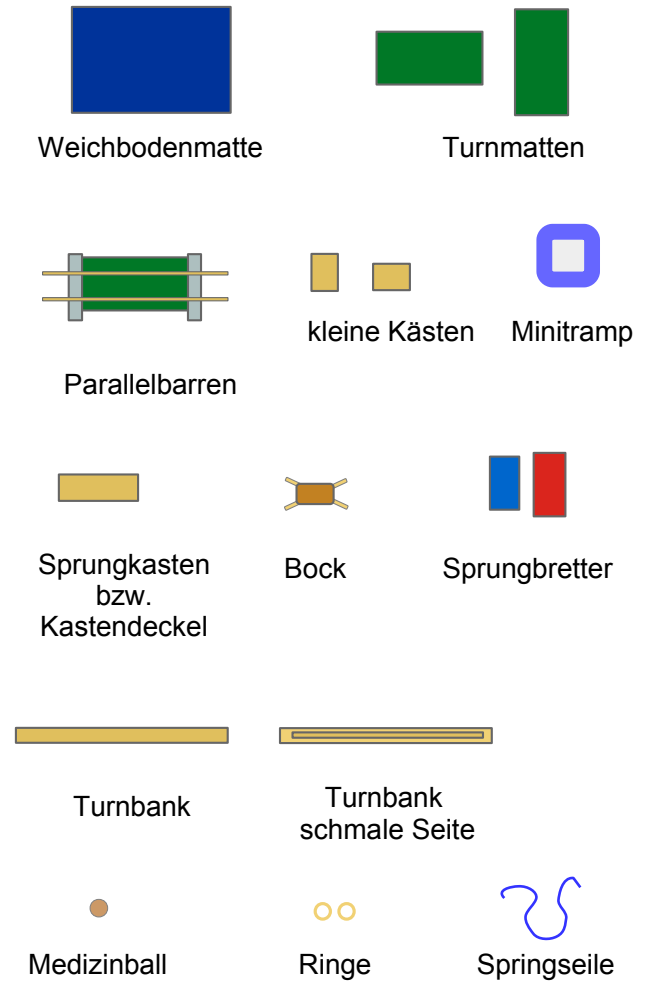 Weichbodenmatte
Turnmatten
Parallelbarren
kleine Kästen
Minitramp
Sprungkasten
bzw.
Kastendeckel
Bock
Sprungbretter
Turnbank
Turnbank
schmale Seite
Medizinball
Ringe
Springseile